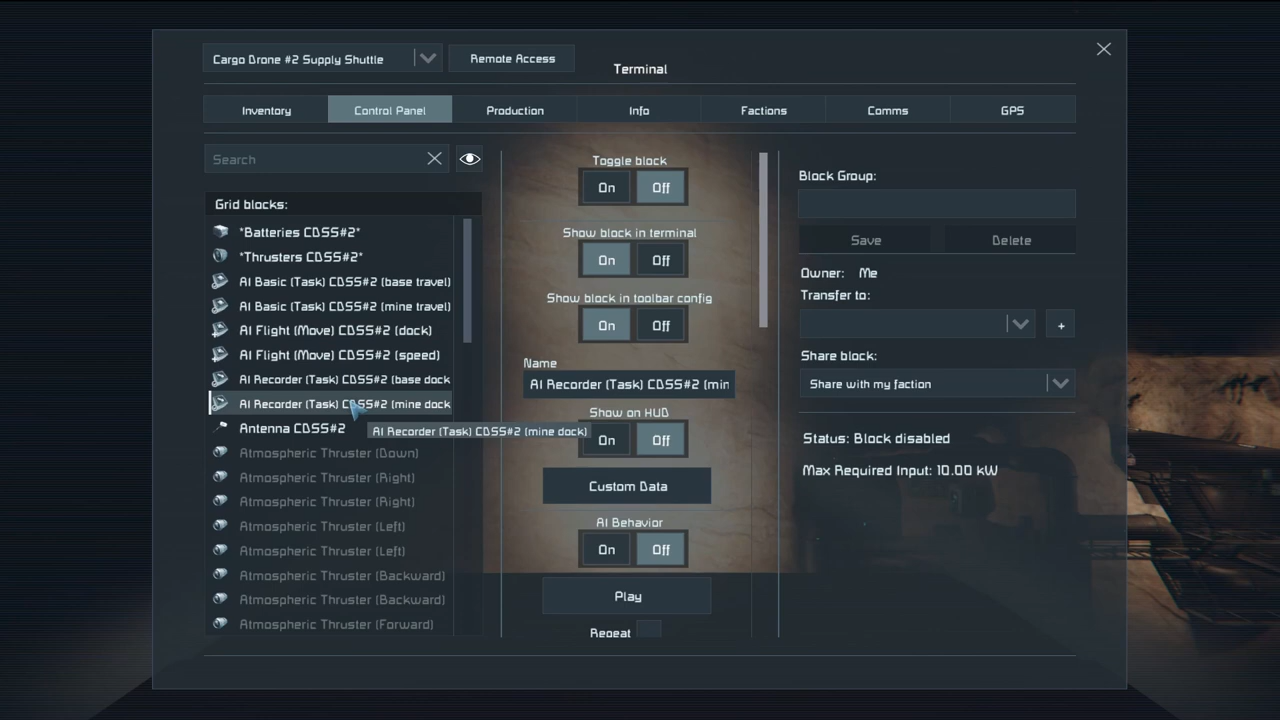 Cargo Drone #2 Supply Shuttle
Remote Access
Terminal
Inventory
Control Panel
Production
Info
Factions
Comms
GPS
Search
Grid blocks:
*Batteries CDSS#2*
*Thrusters CDSS#2*
AI Basic (Task) CDSS#2 (base travel)
AI Basic (Task) CDSS#2 (mine travel)
AI Flight (Move) CDSS#2 (dock)
AI Flight (Move) CDSS#2 (speed)
AI Recorder (Task) CDSS#2 (base dock
AI Recorder (Task) CDSS#2 (mine dock
Antenna CDSS#2
AI Recorder (Task) CDSS#2 (mine dock)
Atmospheric Thruster (Down)
Atmospheric Thruster (Right)
Atmospheric Thruster (Right)
Atmospheric Thruster (Left)
Atmospheric Thruster (Left)
Atmospheric Thruster (Backward)
Atmospheric Thruster (Backward)
Atmospheric Thruster (Forward)
Toggle block
On Off
Show block in terminal
On Off
Show block in toolbar config
On Off
Name
AI Recorder (Task) CDSS#2 (min
Show on HUD
On Off
Custom Data
AI Behavior
On Off
Play
Repeat
Block Group:
Save
Delete
Owner: Me
Transfer to:
+
Share block:
Share with my faction
Status: Block disabled
Max Required Input: 10.00 kW